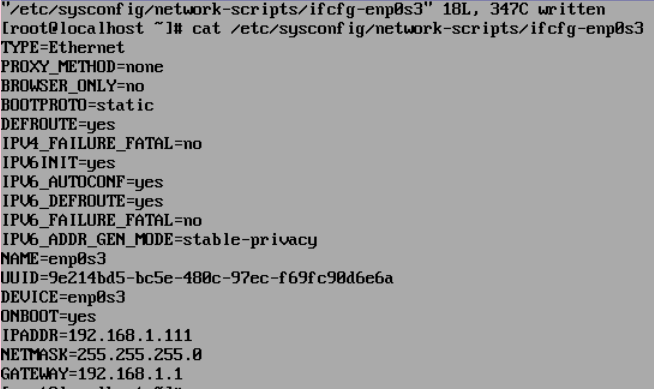 "/etc/sysconfig/network-scripts/ifcfg-enp0s3" 18L, 347C written
[root@localhost ~]# cat /etc/sysconfig/network-scripts/ifcfg-enp0s3
TYPE=Ethernet
PROXY_METHOD=none
BROWSER_ONLY=no
BOOTPROTO=static
DEFROUTE=yes
IPV4_FAILURE_FATAL=no
IPV6INIT=yes
IPV6_AUTOCONF=yes
IPV6_DEFROUTE=yes
IPV6_FAILURE_FATAL=no
IPV6_ADDR_GEN_MODE=stable-privacy
NAME=enp0s3
UUID=9e214bd5-bc5e-480c-97ec-f69fc90d6e6a
DEVICE=enp0s3
ONBOOT=yes
IPADDR=192.168.1.111
NETMASK=255.255.255.0
GATEWAY=192.168.1.1